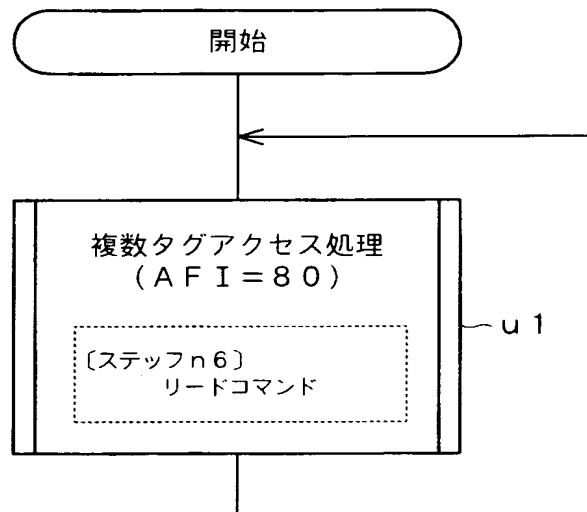 開始
複数タグアクセス処理
(AFI=80)
〔ステッフn6〕
リードコマンド
u1